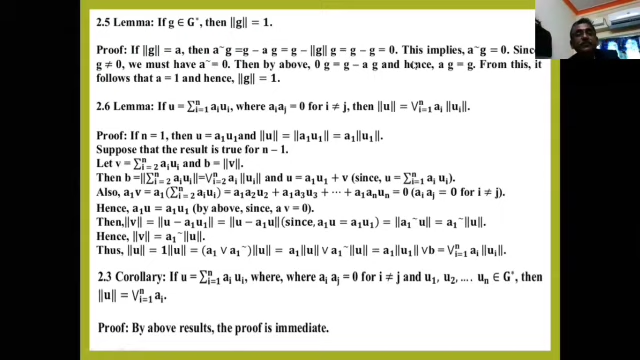 2.5 Lemma: If g ∈ G*, then ‖g‖ = 1.
Proof: If ‖g‖ = a, then a~g =g − a g = g − ‖g‖ g = g − g = 0. This implies, a~g = 0. Since
g ≠ 0, we must have a~= 0. Then by above, 0 g = g − a g and hence, a g = g. From this, it
follows that a = 1 and hence, ‖g‖ = 1.
2.6 Lemma: If u = ∑ⁿᵢ₌₁ aᵢuᵢ, where aᵢaⱼ = 0 for i ≠ j, then ‖u‖ = ⋁ⁿᵢ₌₁ aᵢ ‖uᵢ‖.
Proof: If n = 1, then u = a₁u₁and ‖u‖ = ‖a₁u₁‖ = a₁‖u₁‖.
Suppose that the result is true for n − 1.
Let v = ∑ⁿᵢ₌₂ aᵢuᵢ and b = ‖v‖.
Then b =‖∑ⁿᵢ₌₂ aᵢuᵢ‖=⋁ⁿᵢ₌₂ aᵢ ‖uᵢ‖ and u = a₁u₁ + v (since, u = ∑ⁿᵢ₌₁ aᵢ uᵢ).
Also, a₁v = a₁(∑ⁿᵢ₌₂ aᵢuᵢ) = a₁a₂u₂ + a₁a₃u₃ + ⋯ + a₁aₙuₙ = 0 (aᵢ aⱼ = 0 for i ≠ j).
Hence, a₁u = a₁u₁ (by above, since, a v = 0).
Then,‖v‖ = ‖u − a₁u₁‖ = ‖u − a₁u‖ (since, a₁u = a₁u₁) = ‖a₁~u‖ = a₁~‖u‖.
Hence, ‖v‖ = a₁~‖u‖.
Thus, ‖u‖ = 1‖u‖ = (a₁ ∨ a₁~)‖u‖ = a₁‖u‖ ∨ a₁~‖u‖ = a₁‖u₁‖ ∨b = ⋁ⁿᵢ₌₁ aᵢ ‖uᵢ‖.
2.3 Corollary: If u = ∑ⁿᵢ₌₁ aᵢ uᵢ, where, where aᵢ aⱼ = 0 for i ≠ j and u₁, u₂, .... uₙ ∈ G*, then
‖u‖ = ⋁ⁿᵢ₌₁ aᵢ.
Proof: By above results, the proof is immediate.